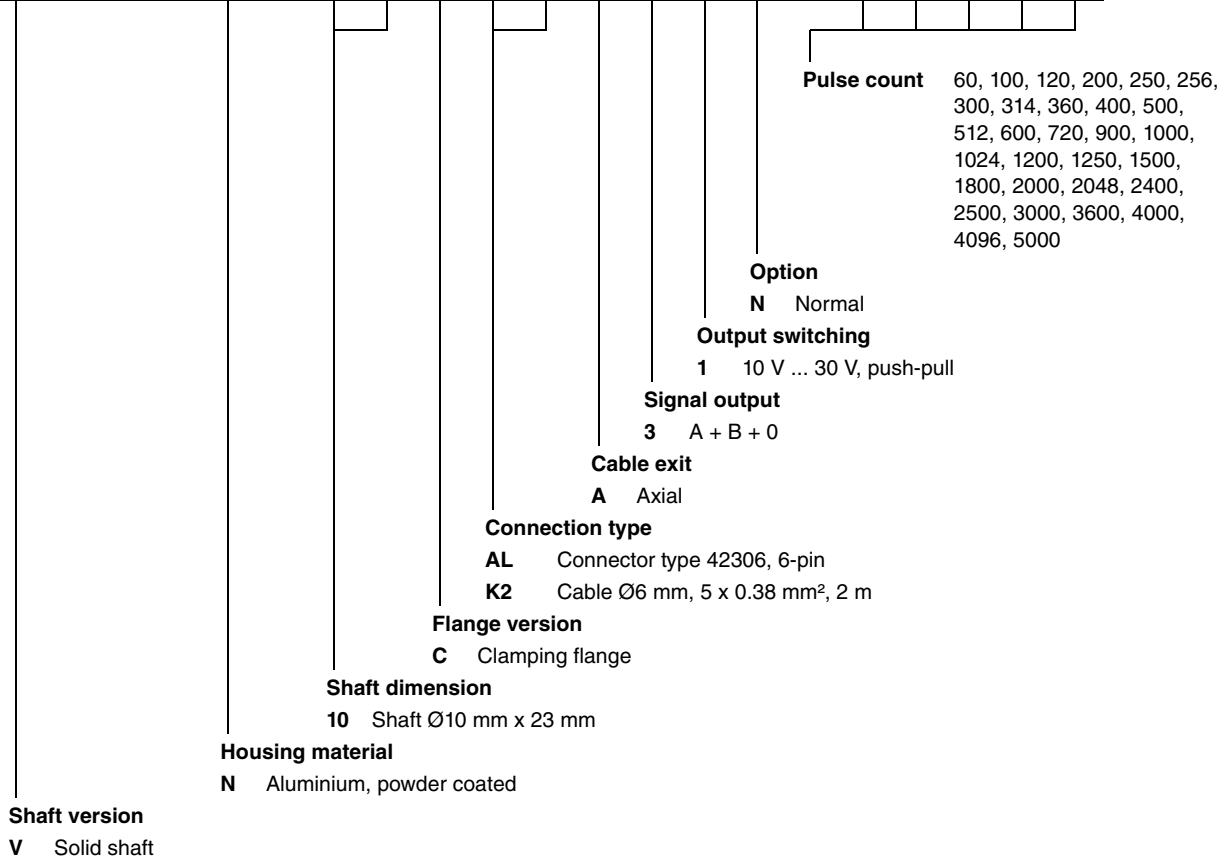 Pulse count 60, 100, 120, 200, 250, 256,
300, 314, 360, 400, 500,
512, 600, 720, 900, 1000,
1024, 1200, 1250, 1500,
1800, 2000, 2048, 2400,
2500, 3000, 3600, 4000,
4096, 5000
Option
N Normal
Output switching
1 10 V ... 30 V, push-pull
Signal output
3 A + B + 0
Cable exit
A Axial
Connection type
AL Connector type 42306, 6-pin
K2 Cable Ø6 mm, 5 x 0.38 mm², 2 m
Flange version
C Clamping flange
Shaft dimension
10 Shaft Ø10 mm x 23 mm
Housing material
N Aluminium, powder coated
Shaft version
V Solid shaft